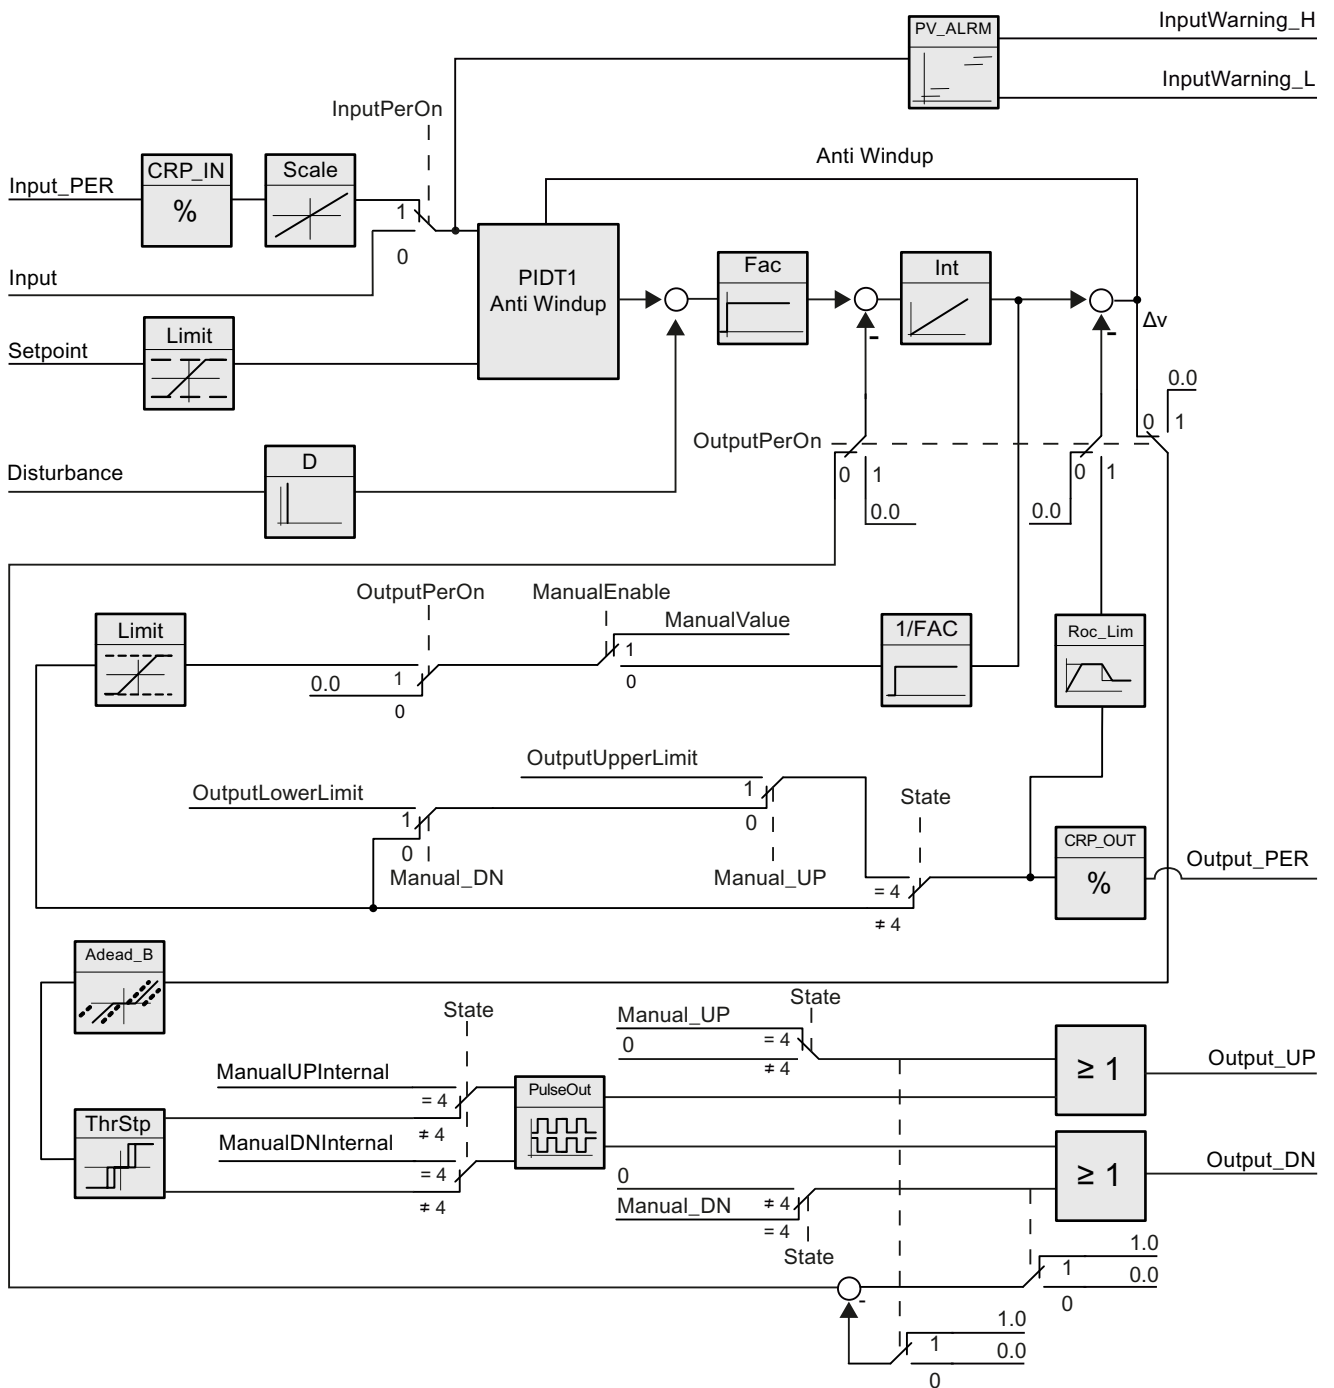 PV_ALRM
InputWarning_H
InputWarning_L
InputPerOn
Anti Windup
Input_PER
CRP_IN
%
Scale
1
0
Input
PIDT1
Anti Windup
Fac
Int
Δv
-
-
Setpoint
Limit
0.0
0
1
OutputPerOn
Disturbance
D
0
1
0.0
0
1
0.0
OutputPerOn
ManualEnable
ManualValue
Limit
1
0
0.0
1
0
1/FAC
Roc_Lim
OutputUpperLimit
OutputLowerLimit
1
0
1
0
State
Manual_DN
Manual_UP
= 4
≠ 4
CRP_OUT
%
Output_PER
Adead_B
State
State
Manual_UP
0
= 4
≠ 4
≥ 1
Output_UP
ManualUPInternal
= 4
≠ 4
PulseOut
ThrStp
ManualDNInternal
= 4
≠ 4
0
Manual_DN
≠ 4
= 4
State
≥ 1
Output_DN
1.0
1
0.0
0
-
1.0
1
0.0
0